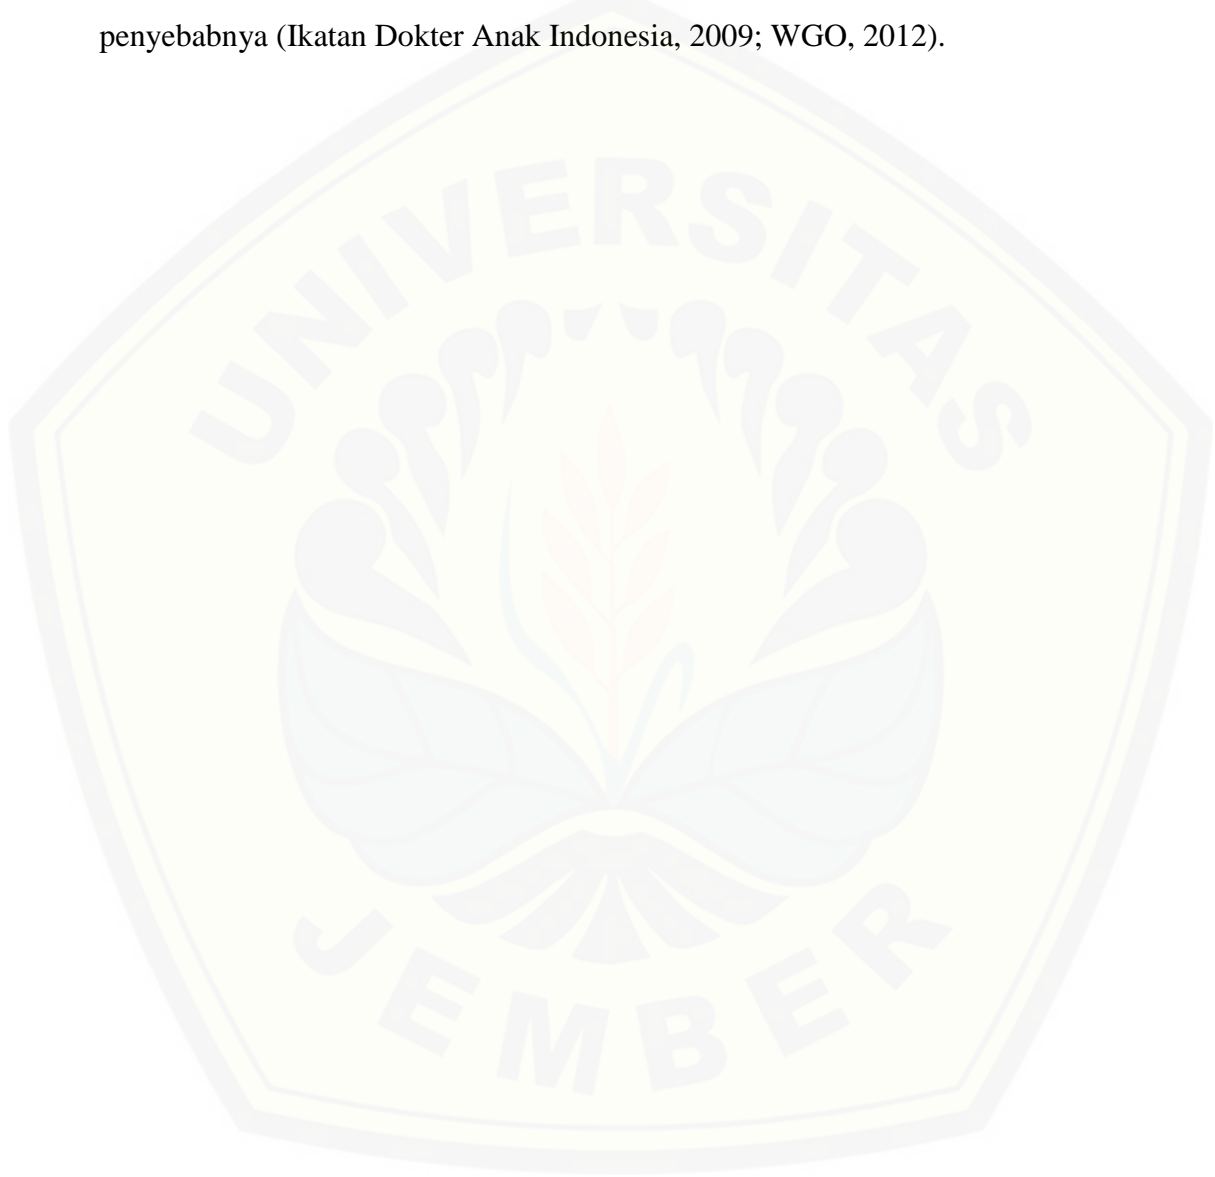 penyebabnya (Ikatan Dokter Anak Indonesia, 2009; WGO, 2012).
UNIVERSITAS
JEMBER